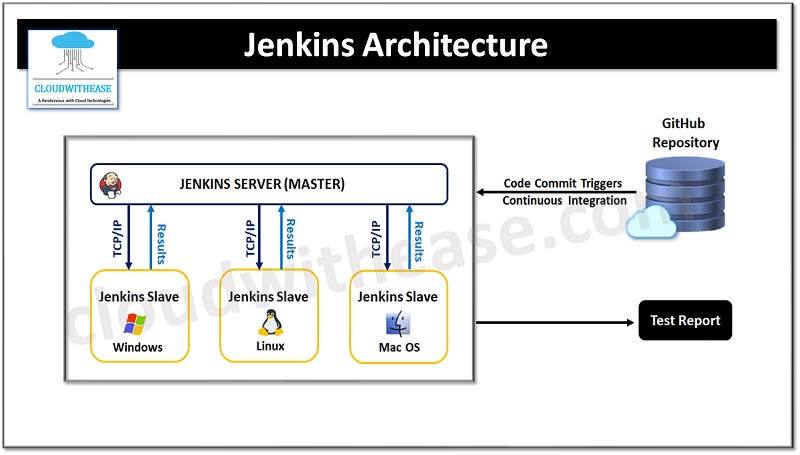 Jenkins Architecture
CLOUDWITHEASE
A Rendezvous with Cloud Technologies
GitHub
Repository
JENKINS SERVER (MASTER)
Code Commit Triggers
Continuous Integration
TCP/IP
Results
TCP/IP
Results
TCP/IP
Results
Jenkins Slave
Windows
Jenkins Slave
Linux
Jenkins Slave
Mac OS
Test Report
cloudwithease.com